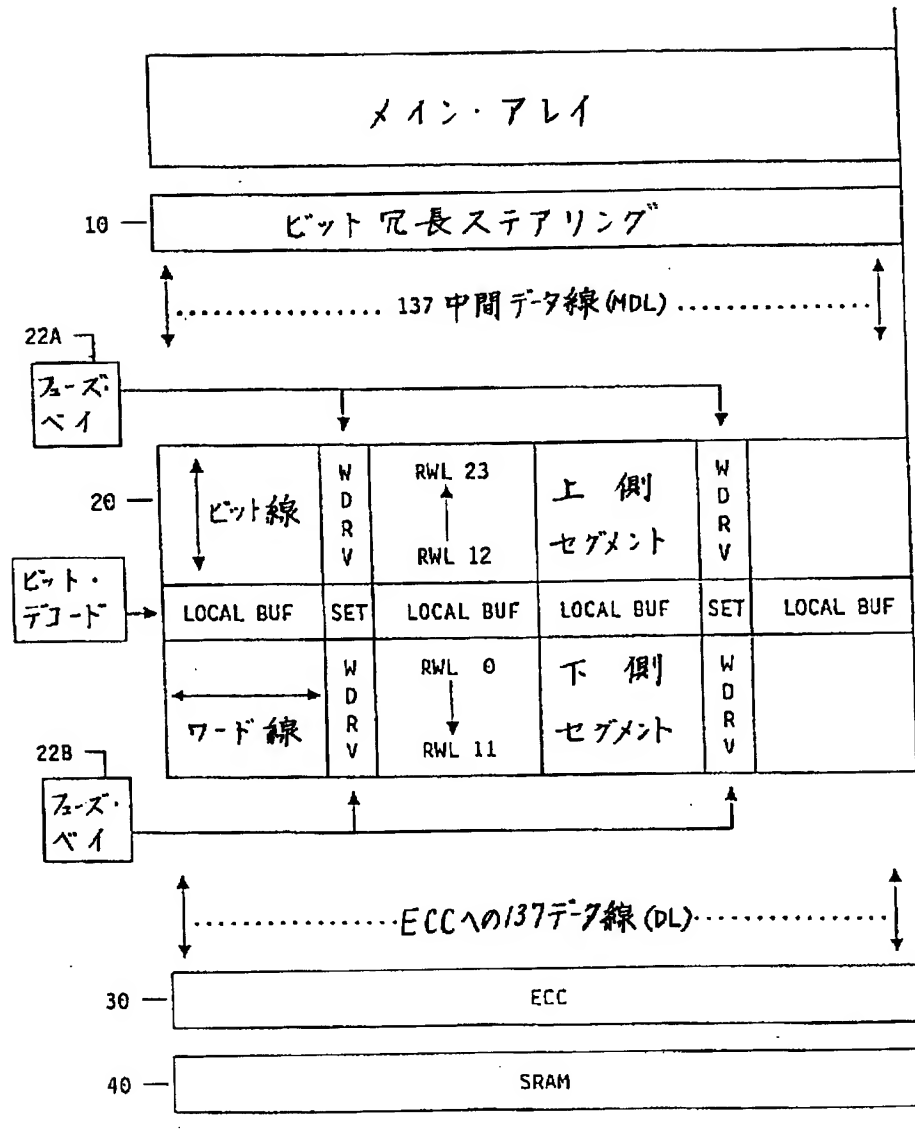 メイン・アレイ
10
ビット冗長ステアリング
137 中間データ線 (MDL)
22A
フューズ・
ベイ
20
ビット線
W
D
R
V
RWL 23
RWL 12
上側
セグメント
W
D
R
V
ビット・
デコード
LOCAL BUF
SET
LOCAL BUF
LOCAL BUF
SET
LOCAL BUF
ワード線
W
D
R
V
RWL 0
RWL 11
下側
セグメント
W
D
R
V
22B
フューズ・
ベイ
ECCへの137データ線 (DL)
30
ECC
40
SRAM